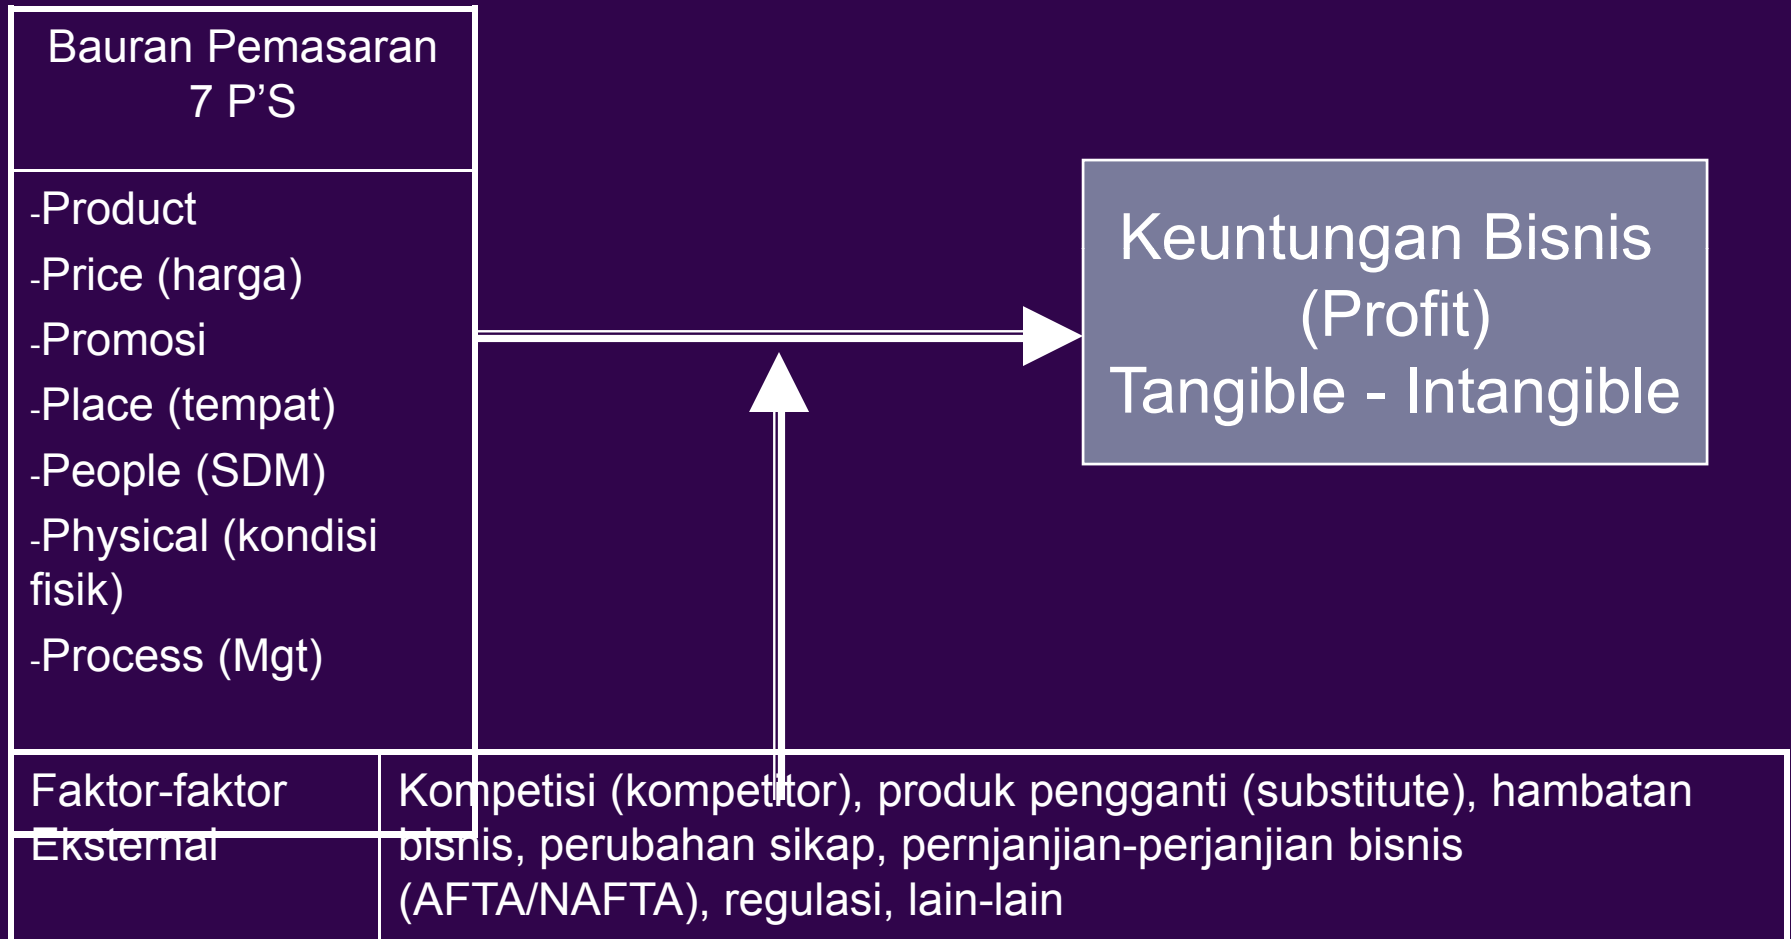 Bauran Pemasaran
7 P’S
-Product
-Price (harga)
-Promosi
-Place (tempat)
-People (SDM)
-Physical (kondisi
fisik)
-Process (Mgt)
Keuntungan Bisnis
(Profit)
Tangible - Intangible
Faktor-faktor
Eksternal
Kompetisi (kompetitor), produk pengganti (substitute), hambatan
bisnis, perubahan sikap, pernjanjian-perjanjian bisnis
(AFTA/NAFTA), regulasi, lain-lain